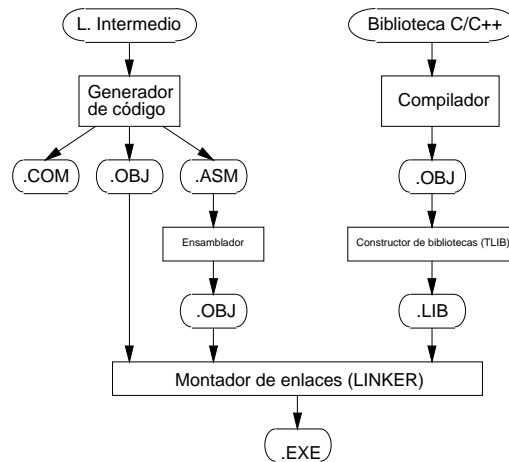 L. Intermedio
Biblioteca C/C++
Generador
de código
Compilador
.COM
.OBJ
.ASM
.OBJ
Ensamblador
Constructor de bibliotecas (TLIB)
.OBJ
.LIB
Montador de enlaces (LINKER)
.EXE